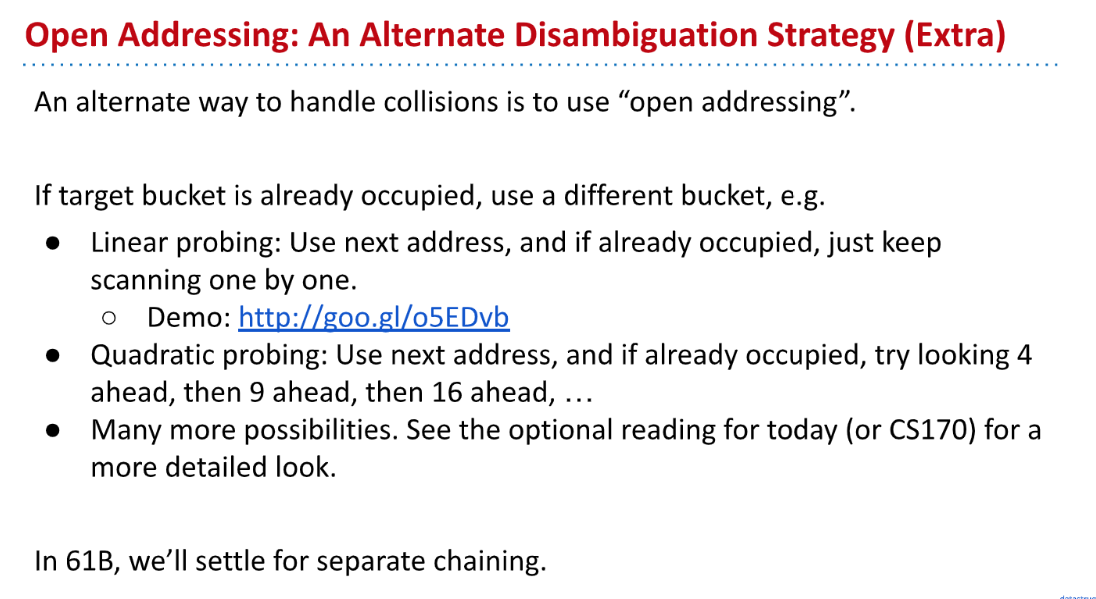 Open Addressing: An Alternate Disambiguation Strategy (Extra)
An alternate way to handle collisions is to use “open addressing”.
If target bucket is already occupied, use a different bucket, e.g.
● Linear probing: Use next address, and if already occupied, just keep
scanning one by one.
○ Demo: http://goo.gl/o5EDvb
● Quadratic probing: Use next address, and if already occupied, try looking 4
ahead, then 9 ahead, then 16 ahead, …
● Many more possibilities. See the optional reading for today (or CS170) for a
more detailed look.
In 61B, we’ll settle for separate chaining.